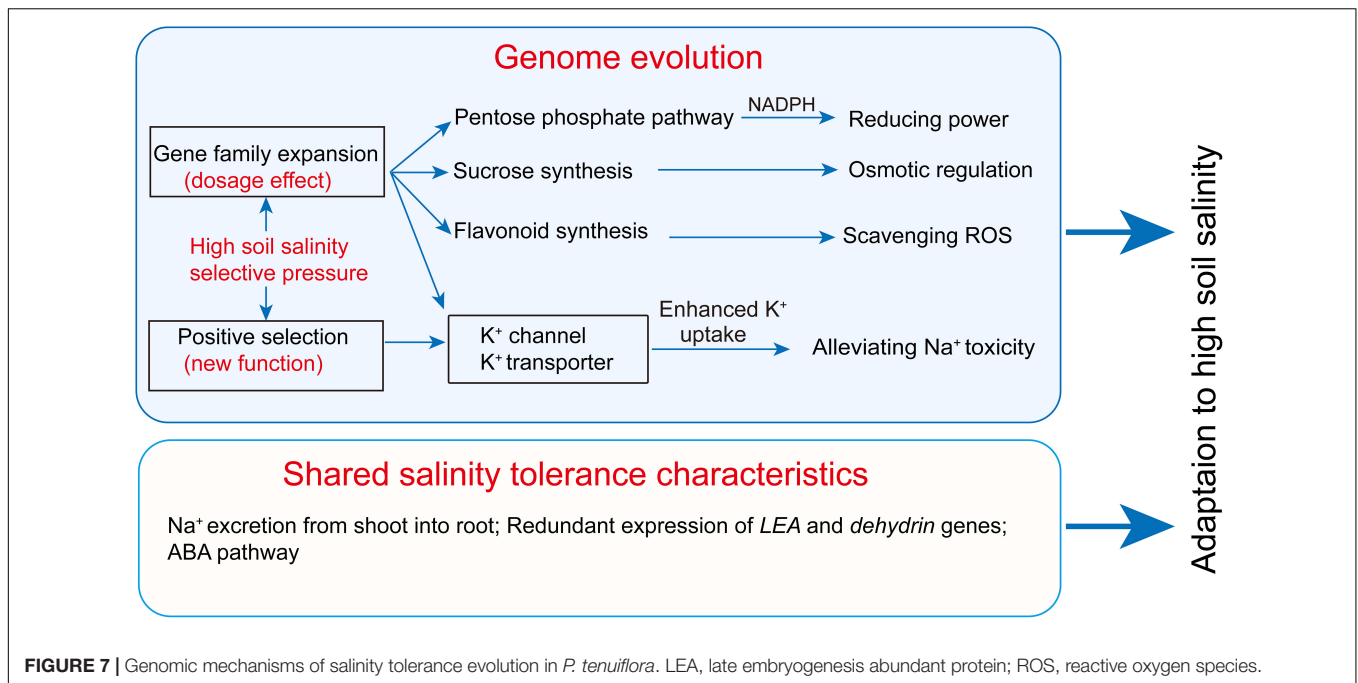 Genome evolution
Gene family expansion
(dosage effect)
High soil salinity
selective pressure
Positive selection
(new function)
Pentose phosphate pathway
NADPH
Reducing power
Sucrose synthesis
Osmotic regulation
Flavonoid synthesis
Scavenging ROS
K⁺ channel
K⁺ transporter
Enhanced K⁺
uptake
Alleviating Na⁺ toxicity
Shared salinity tolerance characteristics
Na⁺ excretion from shoot into root; Redundant expression of LEA and dehydrin genes;
ABA pathway
Adaptaion to high soil salinity
FIGURE 7 | Genomic mechanisms of salinity tolerance evolution in P. tenuiflora. LEA, late embryogenesis abundant protein; ROS, reactive oxygen species.